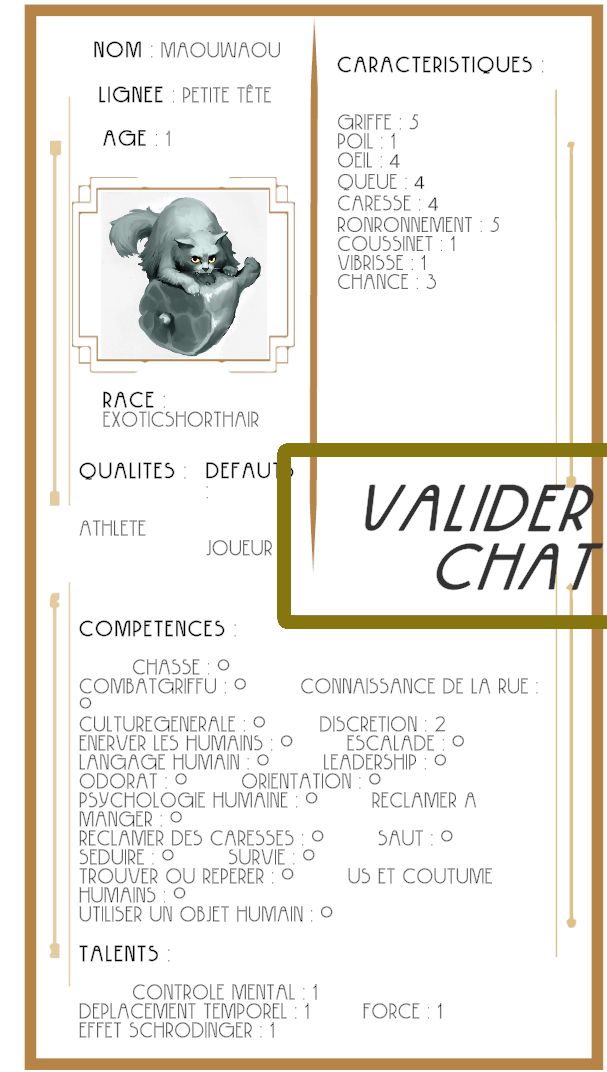 NOM : MAOUWAOU
LIGNEE : PETITE TÊTE
AGE : 1
RACE :
EXOTICSHORTHAIR
QUALITES :
ATHLETE
DEFAUTS
:
JOUEUR
CARACTERISTIQUES :
GRIFFE : 5
POIL : 1
OEIL : 4
QUEUE : 4
CARESSE : 4
RONRONNEMENT : 5
COUSSINET : 1
VIBRISSE : 1
CHANCE : 3
VALIDER
CHAT
COMPETENCES :
CHASSE : 0
COMBATGRIFFU : 0 CONNAISSANCE DE LA RUE :
0
CULTUREGENERALE : 0 DISCRETION : 2
ENERVER LES HUMAINS : 0 ESCALADE : 0
LANGAGE HUMAIN : 0 LEADERSHIP : 0
ODORAT : 0 ORIENTATION : 0
PSYCHOLOGIE HUMAINE : 0 RECLAMER A
MANGER : 0
RECLAMER DES CARESSES : 0 SAUT : 0
SEDUIRE : 0 SURVIE : 0
TROUVER OU REPERER : 0 US ET COUTUME
HUMAINS : 0
UTILISER UN OBJET HUMAIN : 0
TALENTS :
CONTROLE MENTAL : 1
DEPLACEMENT TEMPOREL : 1 FORCE : 1
EFFET SCHRODINGER : 1